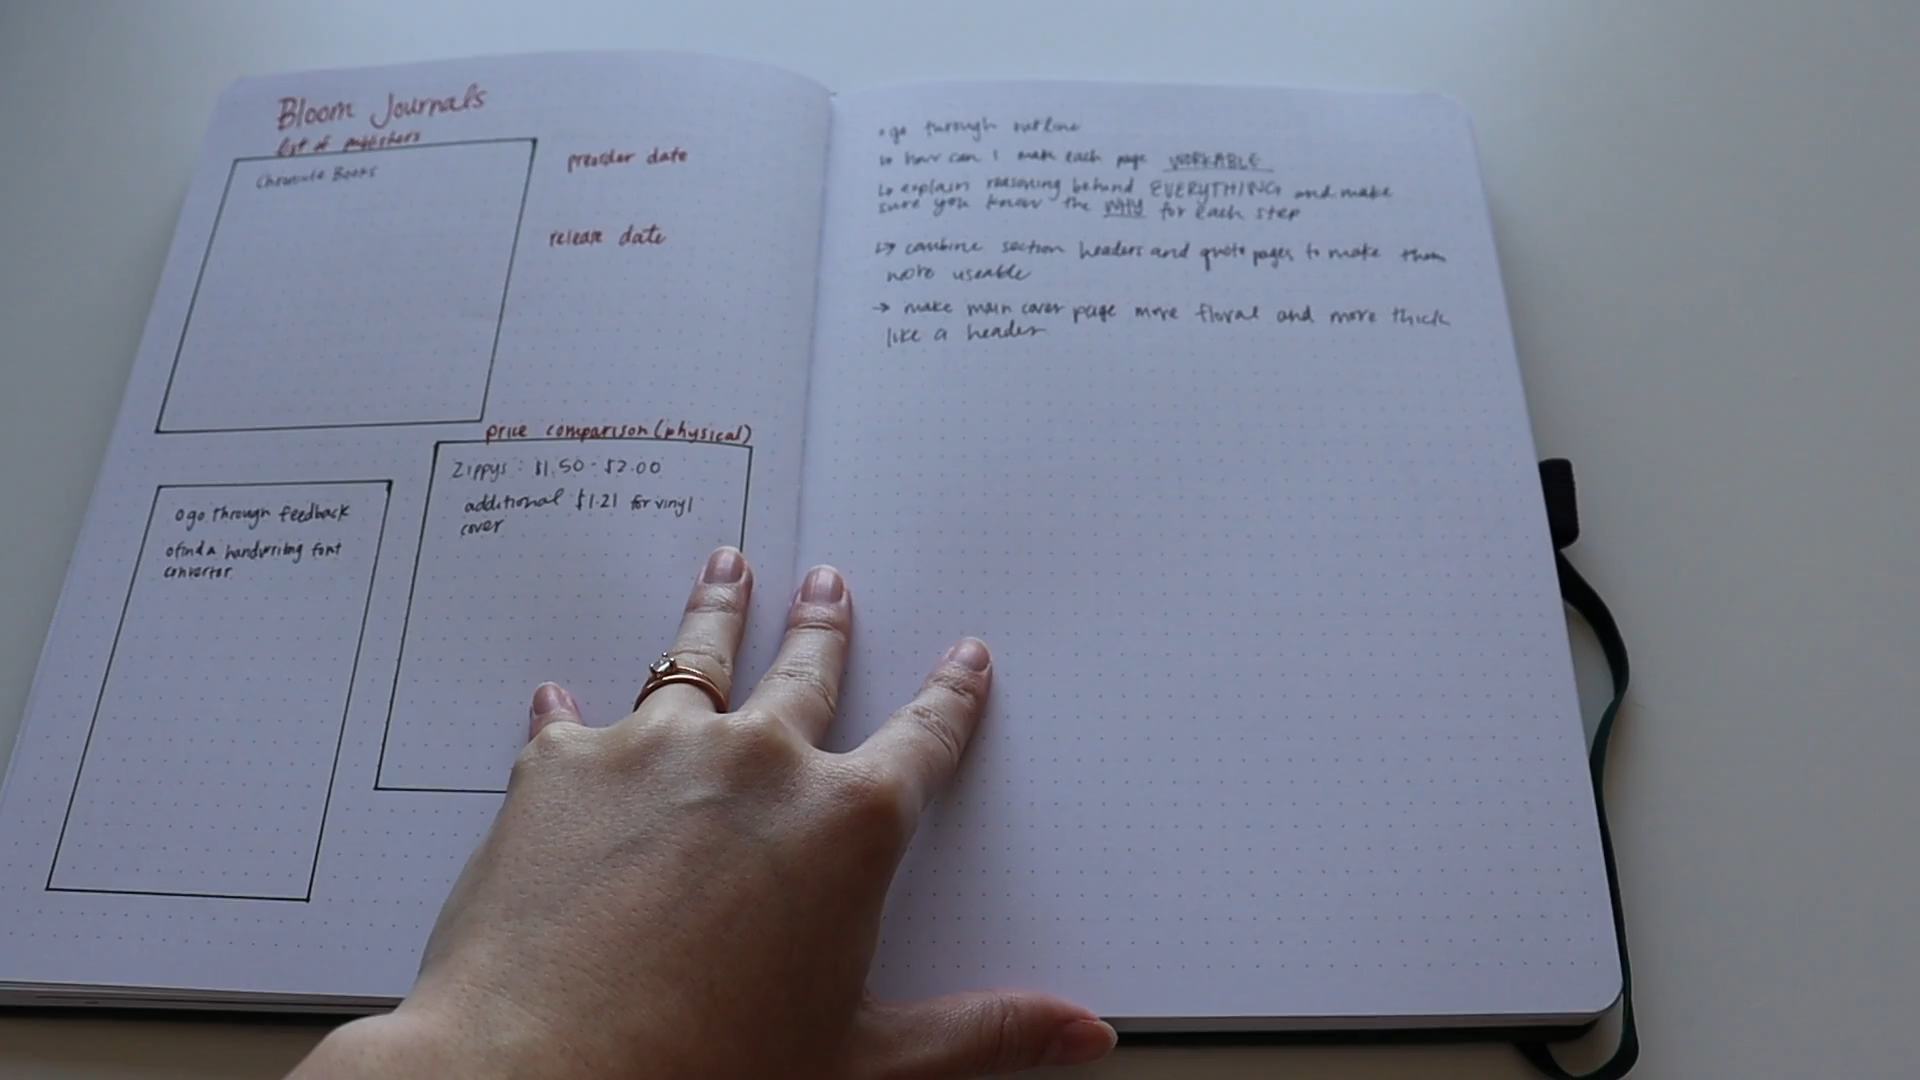 Bloom Journals
list of publishers
Chronicle Books
preorder date
release date
price comparison (physical)
Zippys : $1.50 - $2.00
additional $1.21 for vinyl
cover
o go through feedback
o find a handwriting font
convertor
• go through outline
↳ how can I make each page WORKABLE
↳ explain reasoning behind EVERYTHING and make
sure you know the WHY for each step
↳ combine section headers and quote pages to make them
more useable
→ make main cover page more floral and more thick
like a header